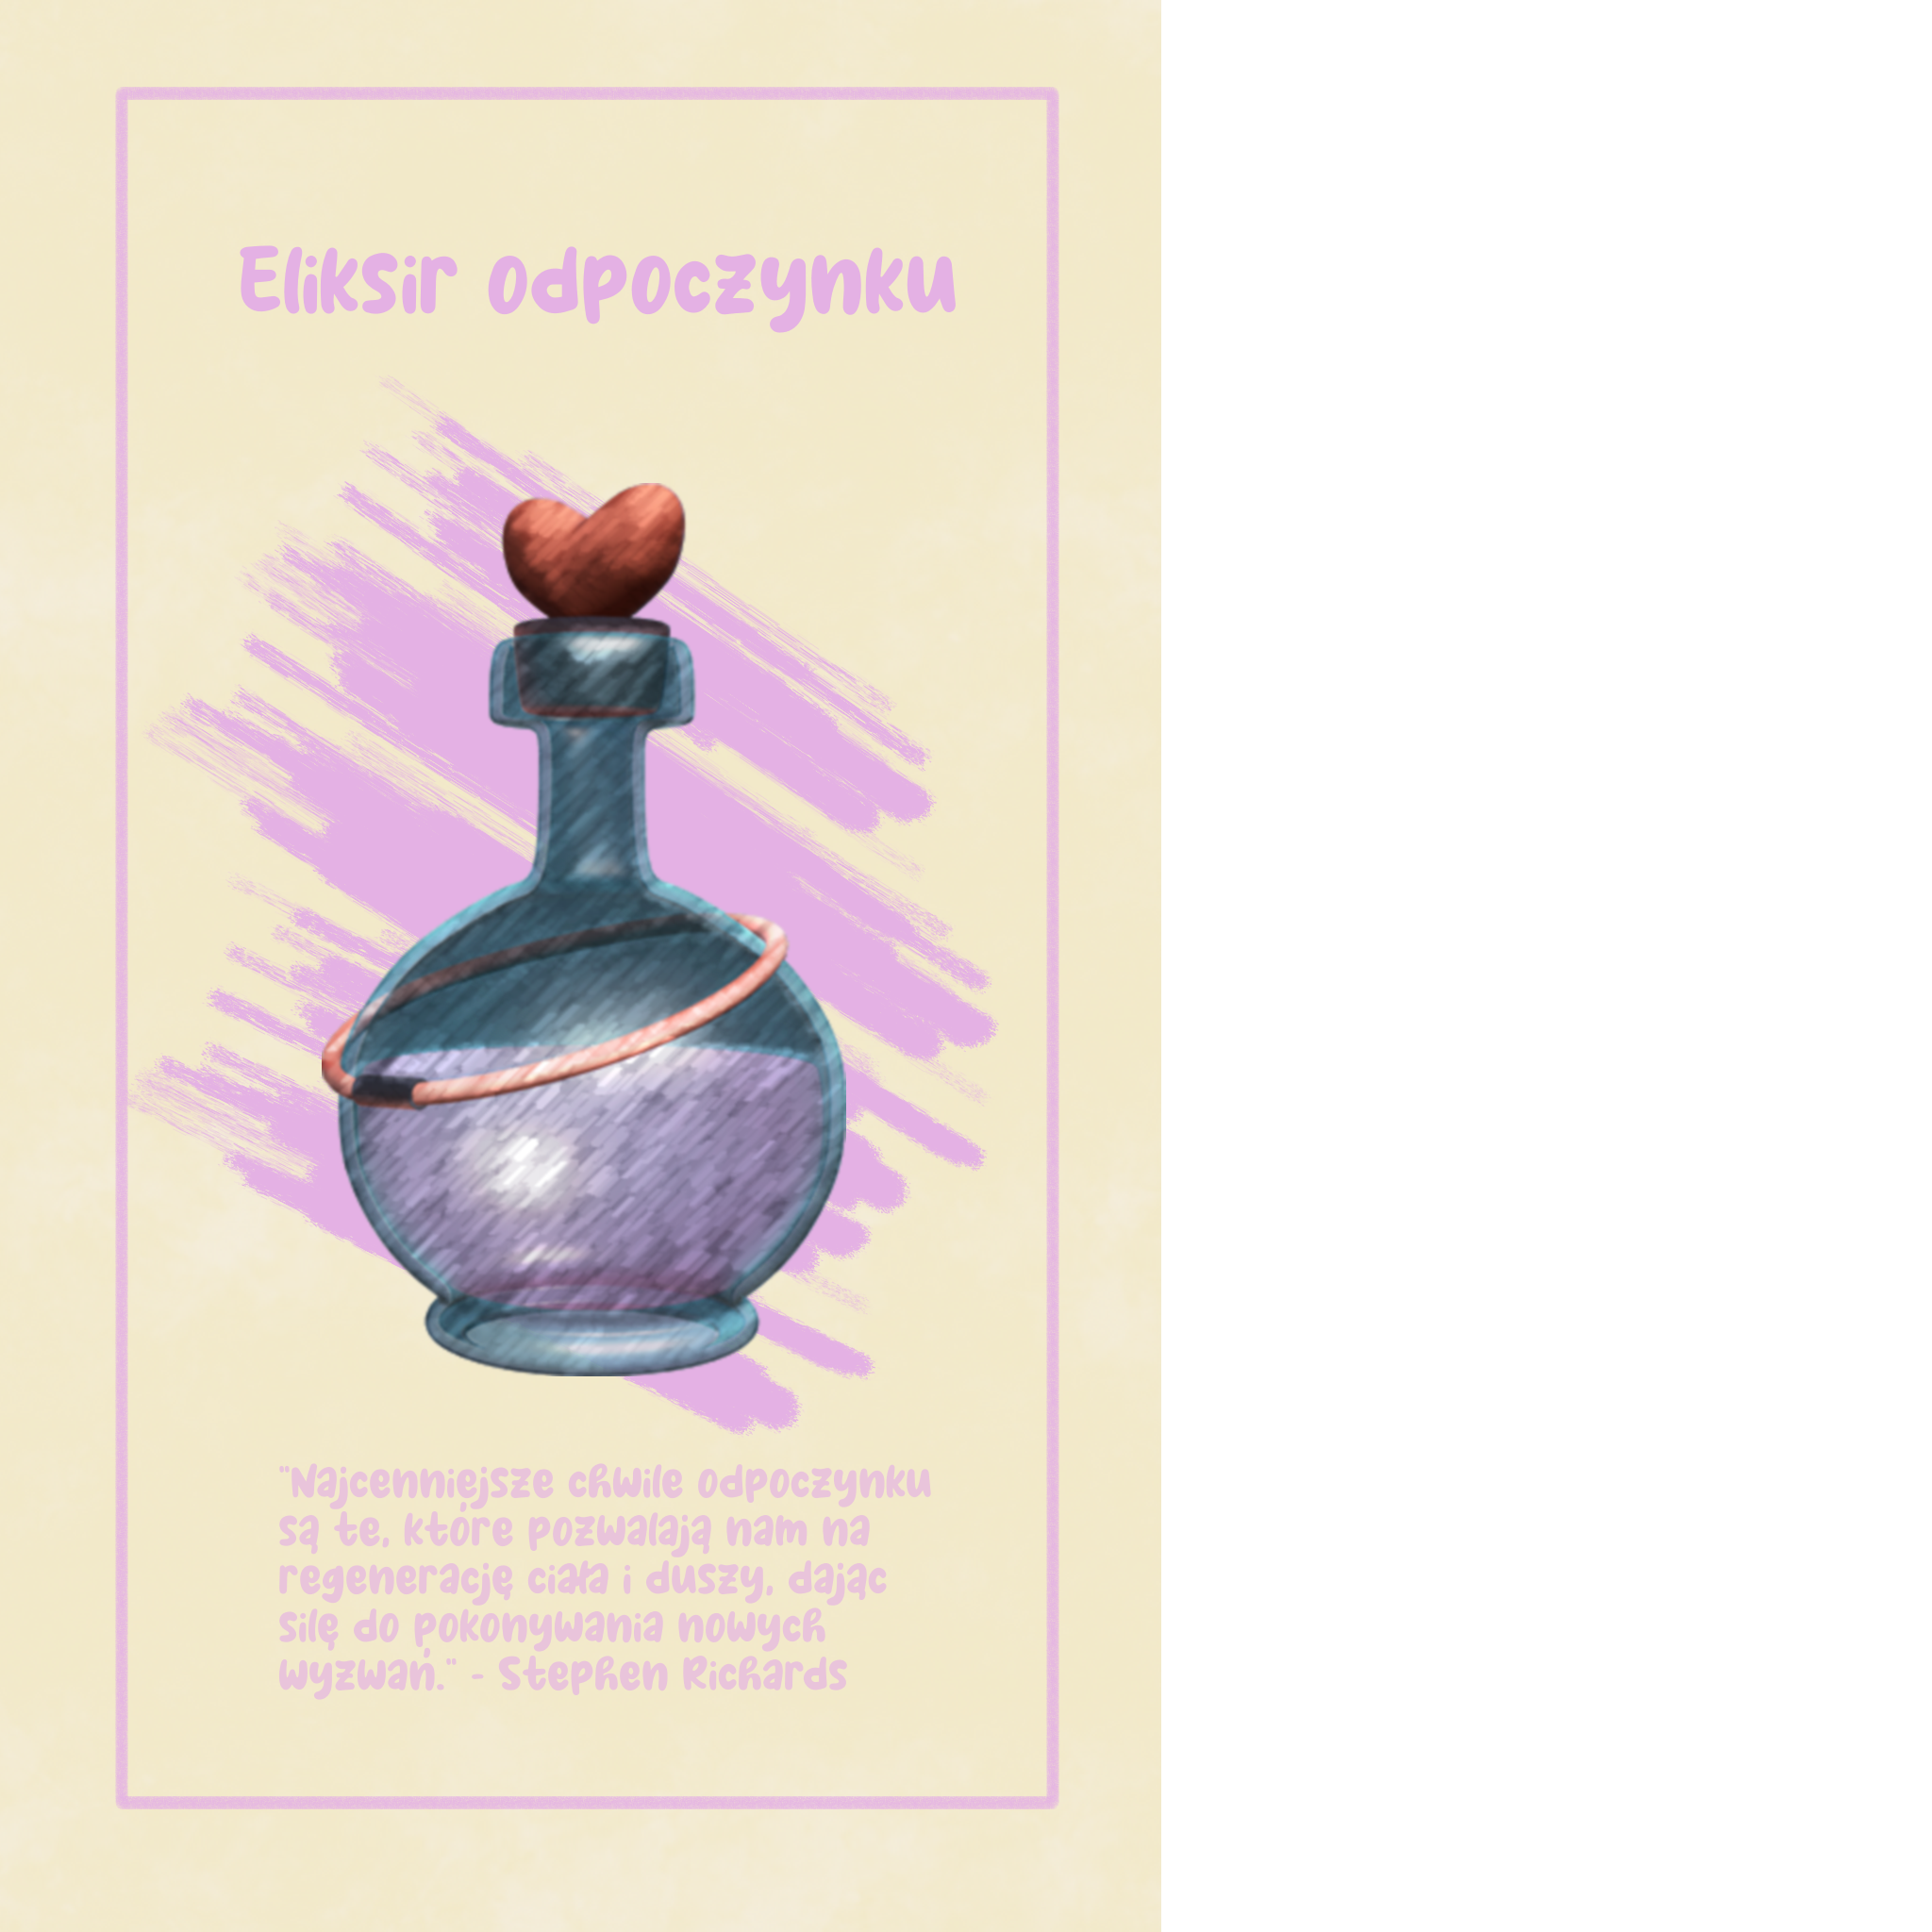 Eliksir odpoczynku
"Najcenniejsze chwile odpoczynku
są te, które pozwalają nam na
regenerację ciała i duszy, dając
silę do pokonywania nowych
wyzwań." - Stephen Richards